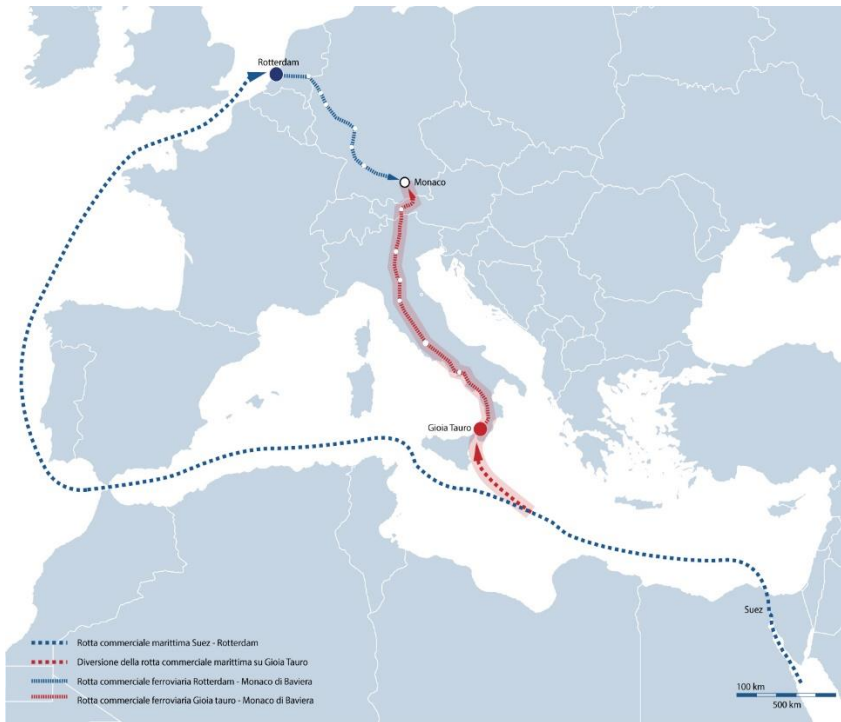 Rotterdam
Monaco
Gioia Tauro
Suez
Rotta commerciale marittima Suez - Rotterdam
Diversione della rotta commerciale marittima su Gioia Tauro
Rotta commerciale ferroviaria Rotterdam - Monaco di Baviera
Rotta commerciale ferroviaria Gioia tauro - Monaco di Baviera
100 km
500 km